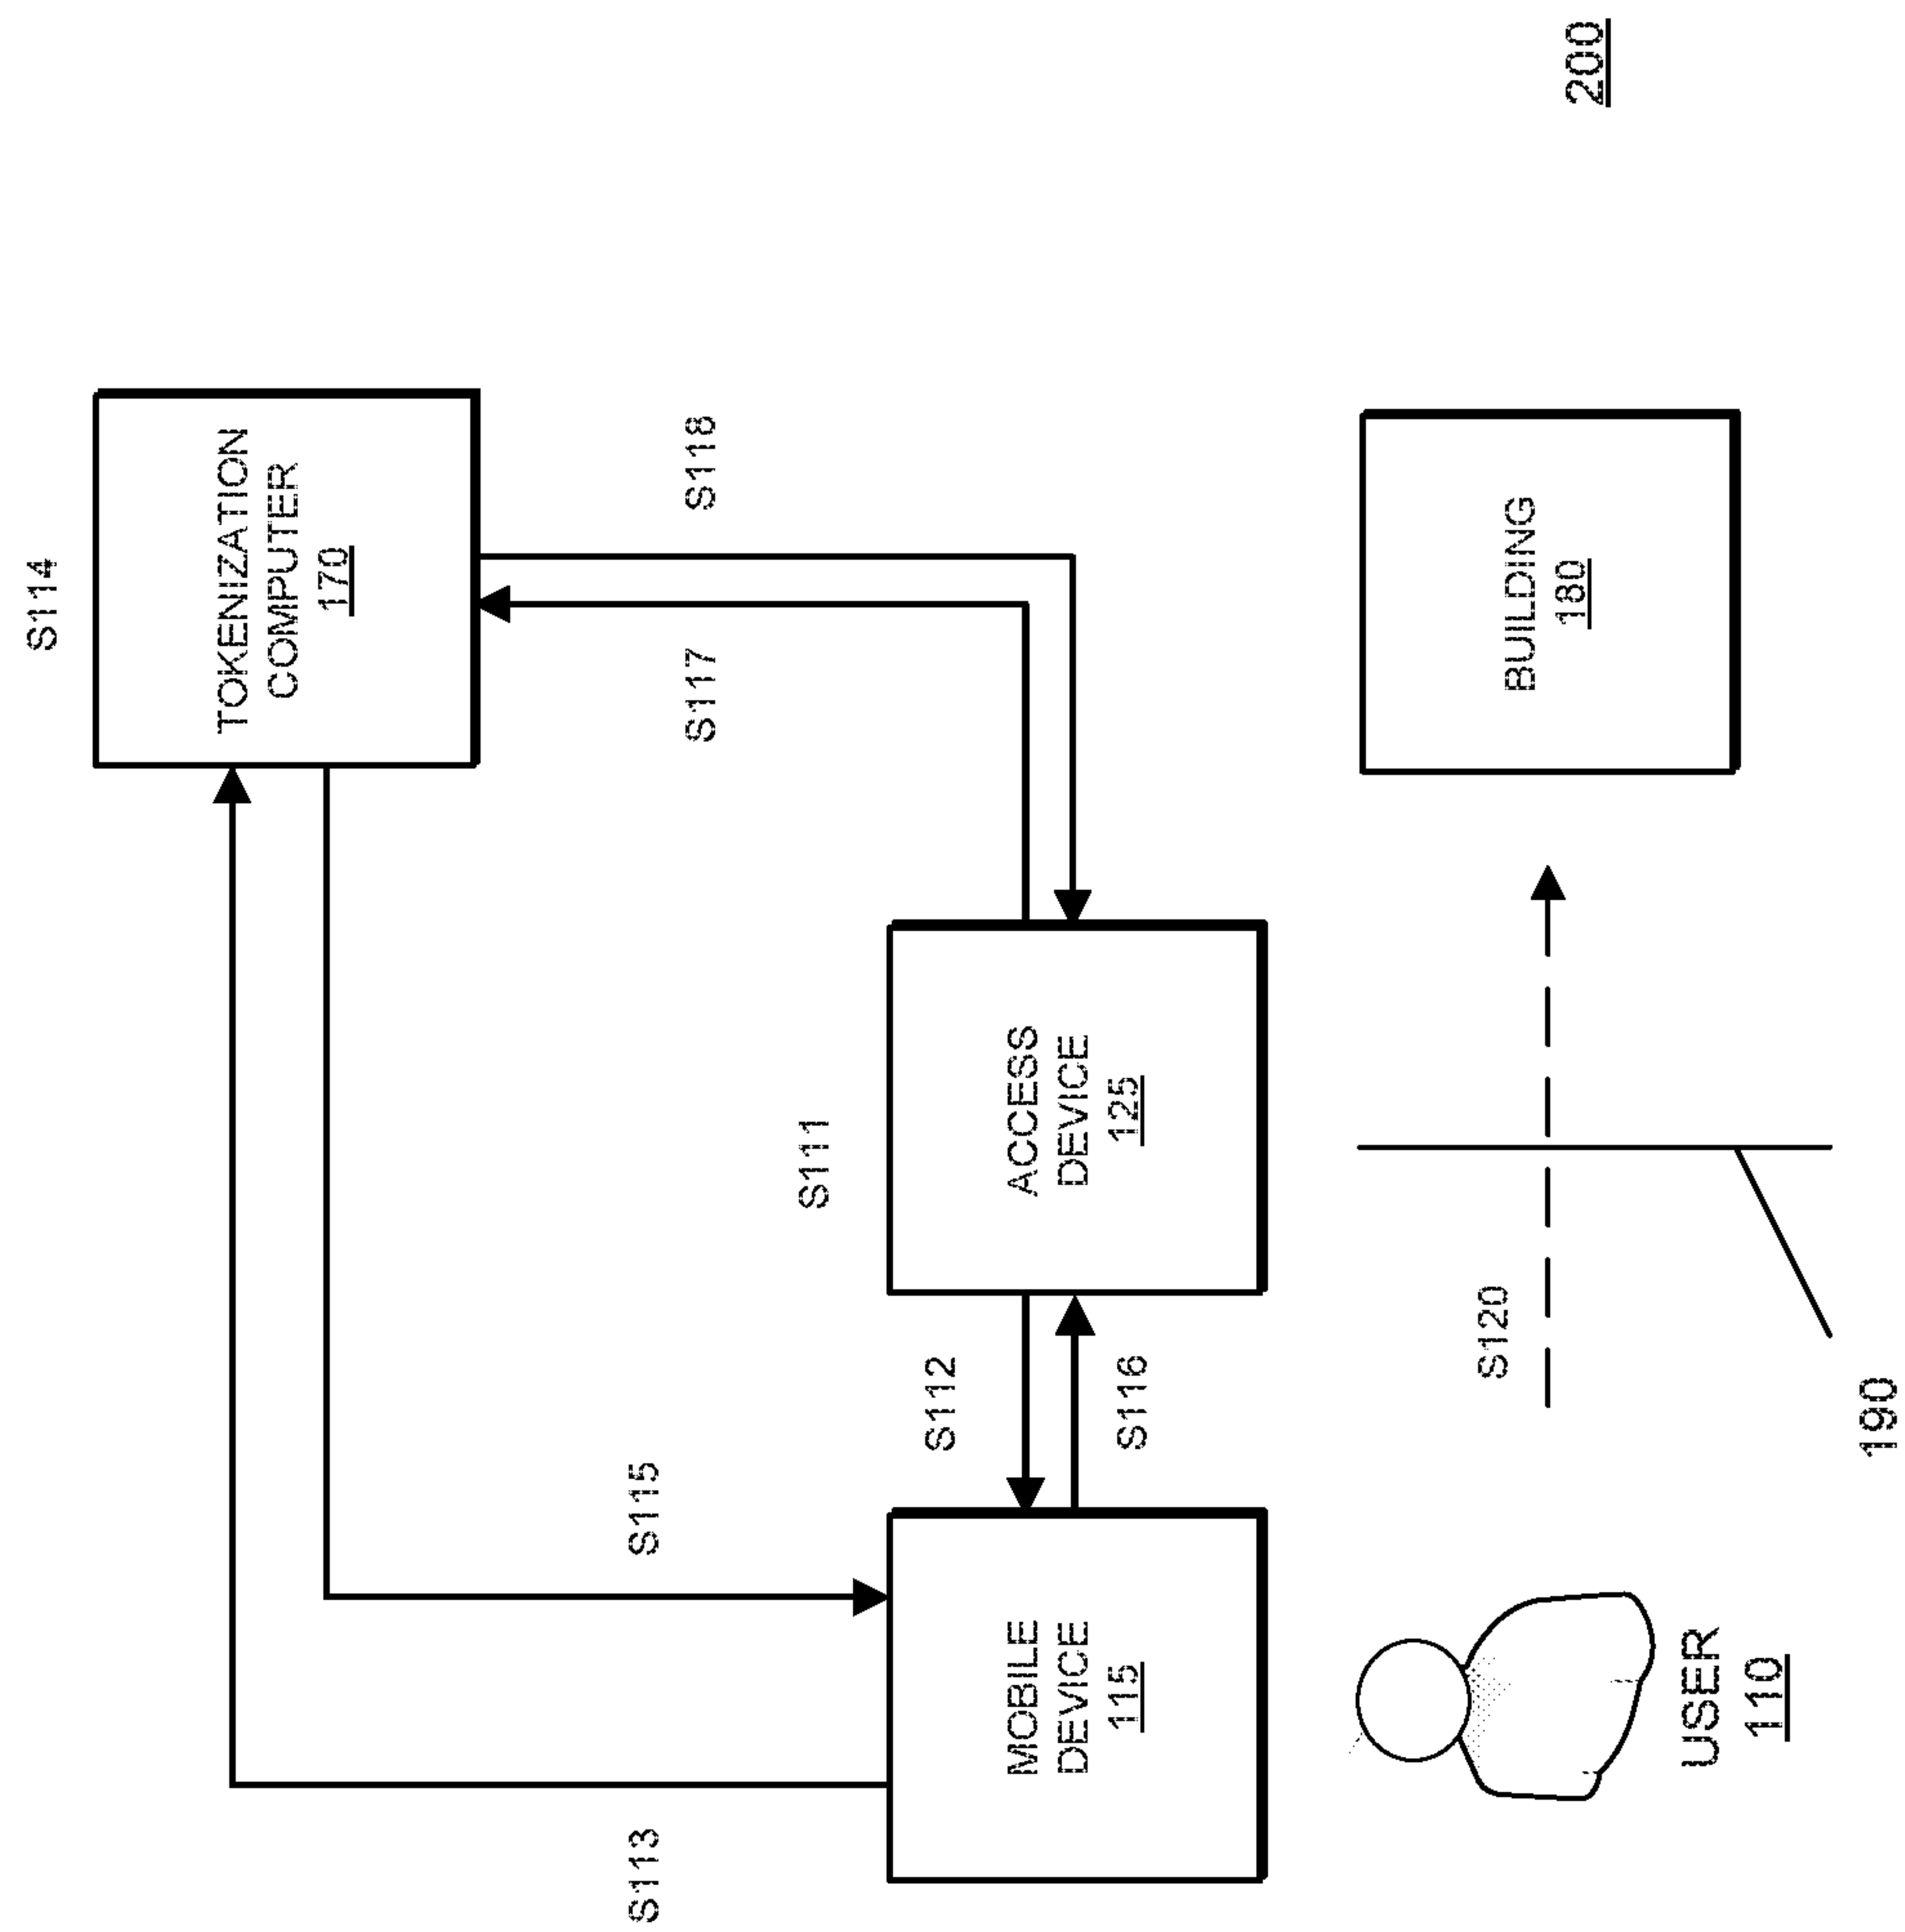 S114
TOKENIZATION
COMPUTER
170
S113
S115
S117
S118
S111
MOBILE
DEVICE
115
S112
S116
ACCESS
DEVICE
125
S120
BUILDING
180
USER
110
190
200